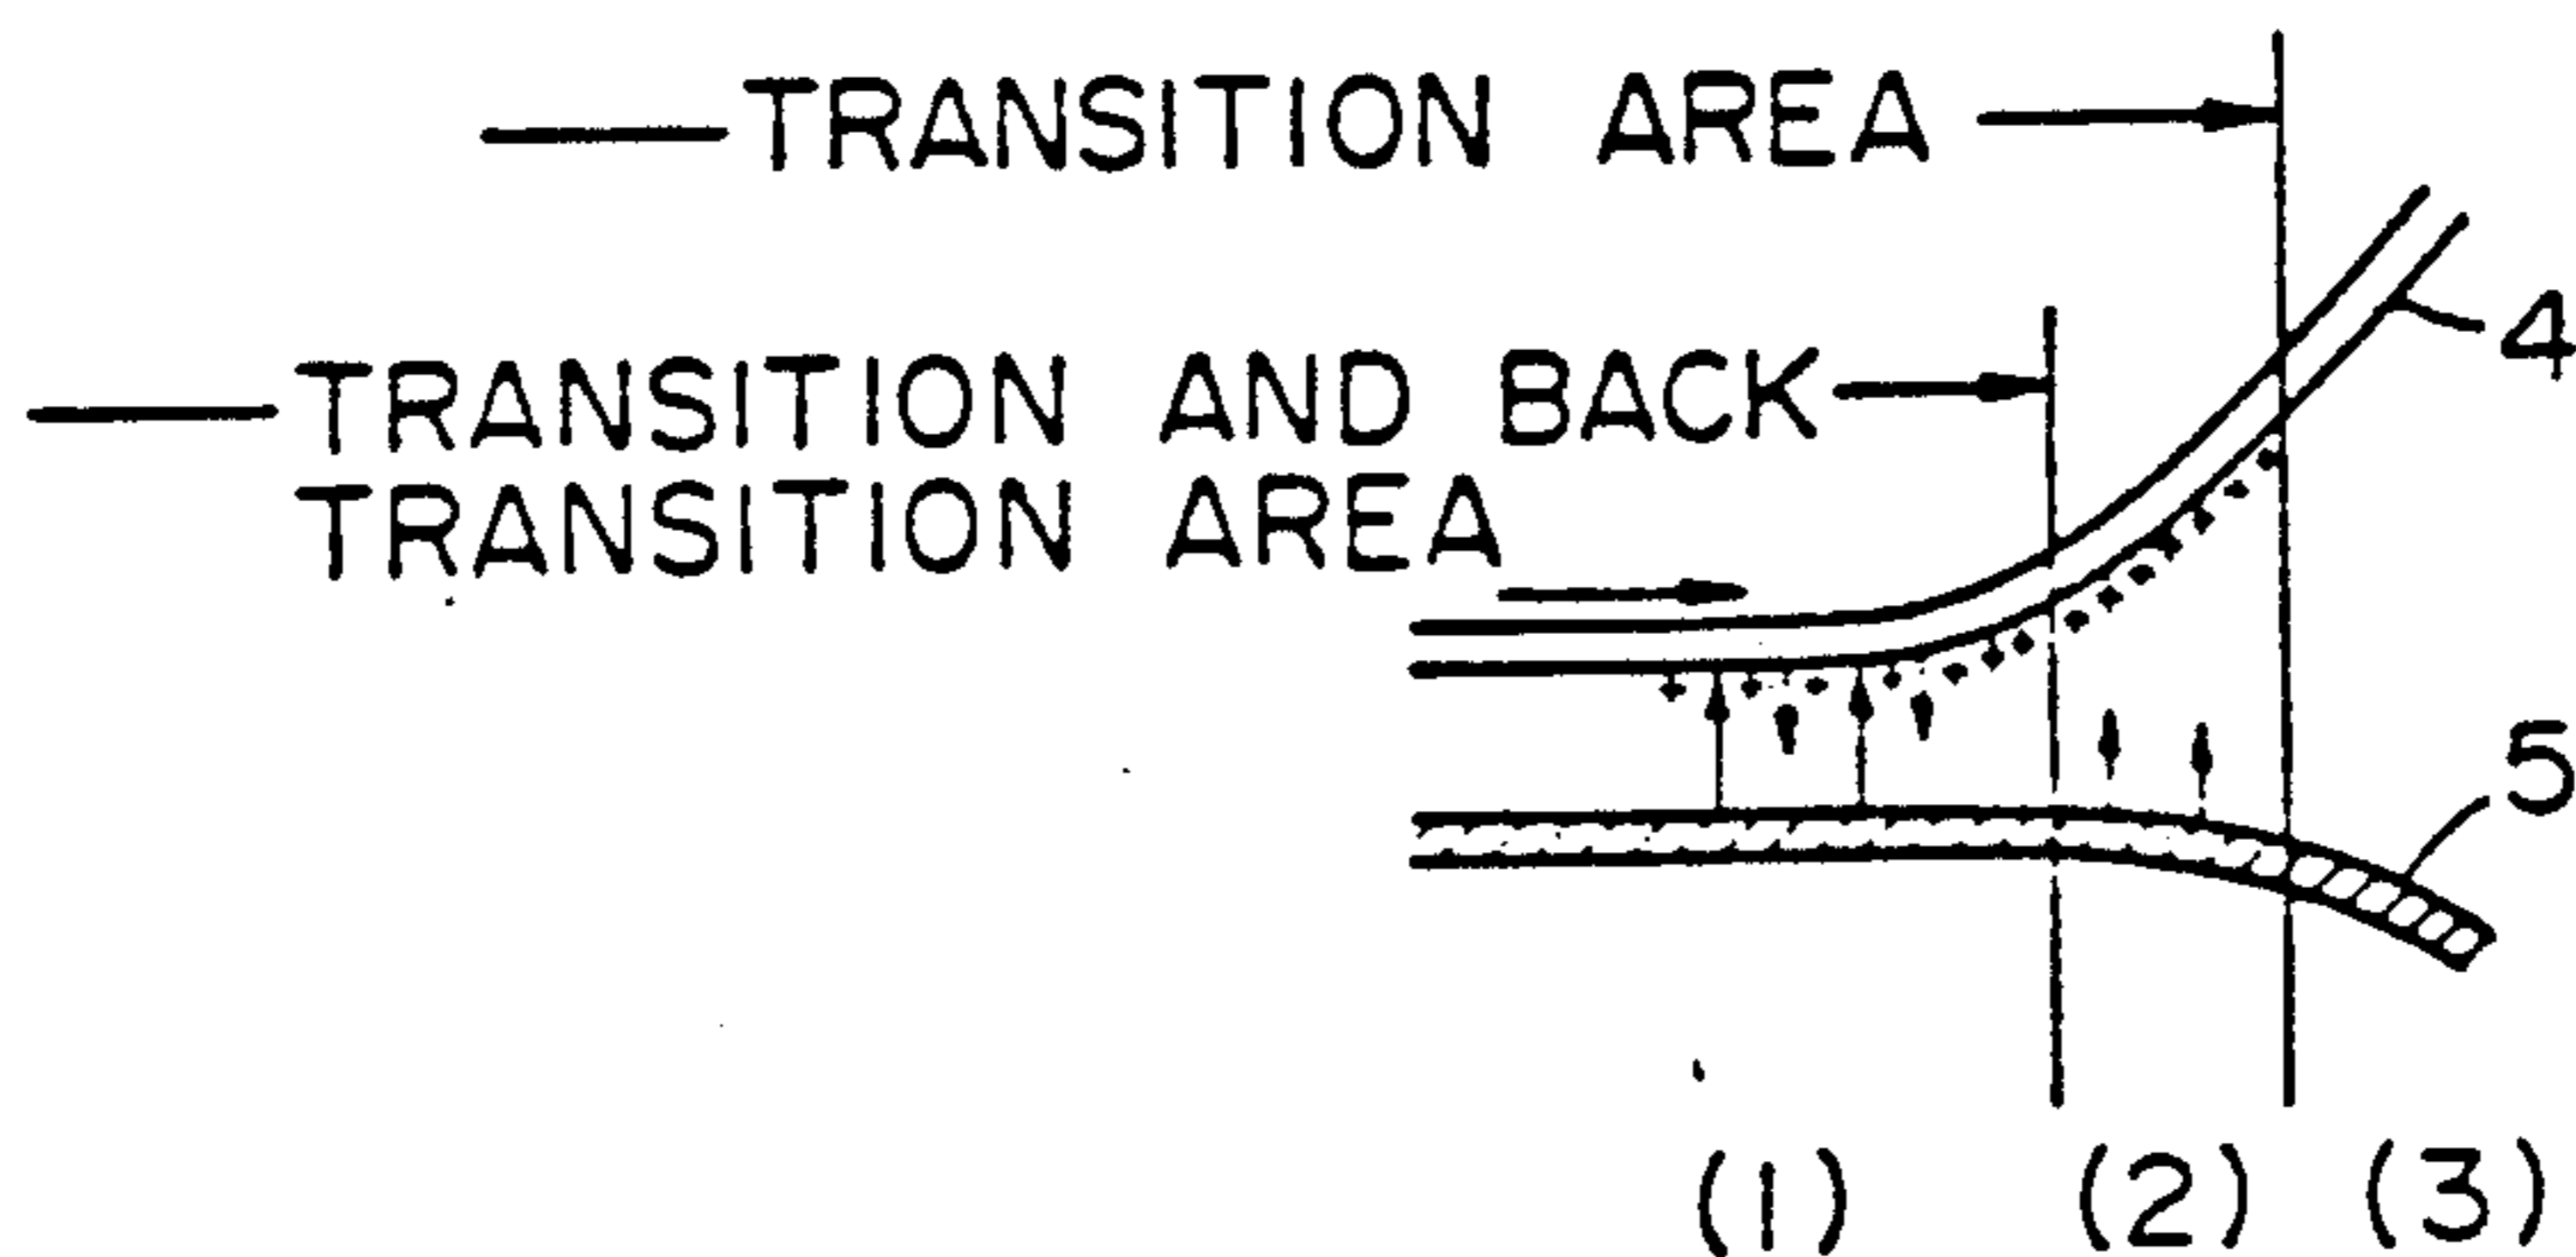 TRANSITION AREA
TRANSITION AND BACK
TRANSITION AREA
4
5
(1) (2) (3)